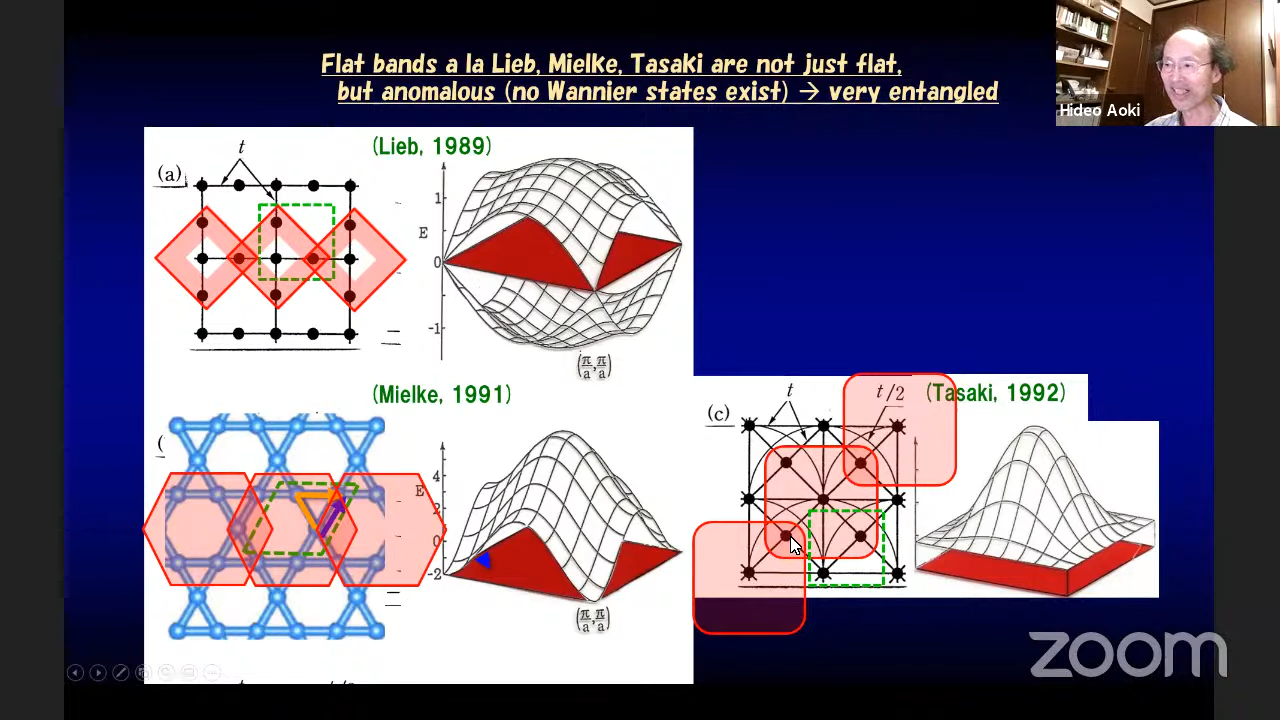 Flat bands a la Lieb, Mielke, Tasaki are not just flat,
but anomalous (no Wannier states exist) → very entangled
Hideo Aoki
(a)
t
(Lieb, 1989)
1
E
0
-1
(π/a, π/a)
(Mielke, 1991)
(
E
4
2
0
-2
(π/a, π/a)
(c)
t
t/2
(Tasaki, 1992)
zoom